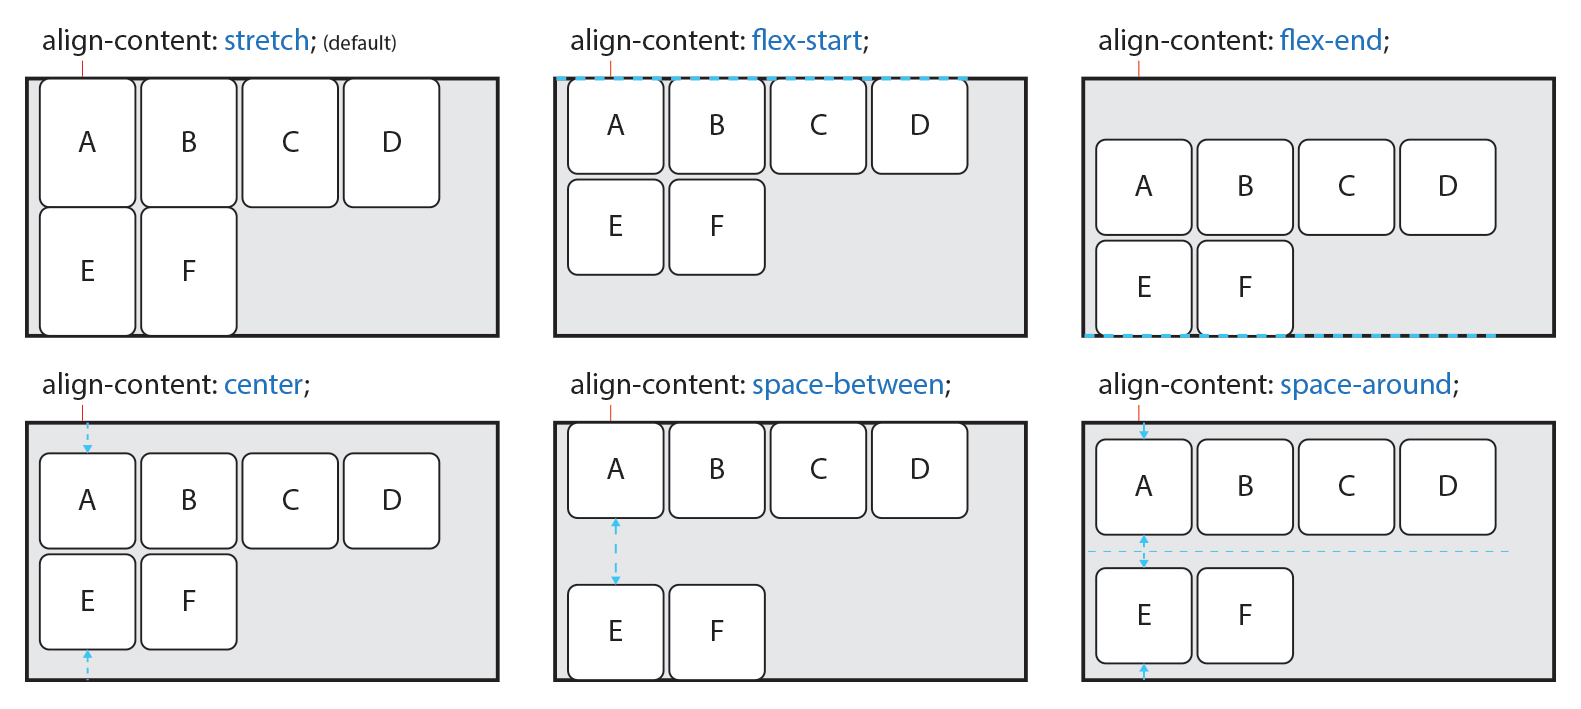 align-content: stretch; (default)
A B C D
E F
align-content: flex-start;
A B C D
E F
align-content: flex-end;
A B C D
E F
align-content: center;
A B C D
E F
align-content: space-between;
A B C D
E F
align-content: space-around;
A B C D
E F